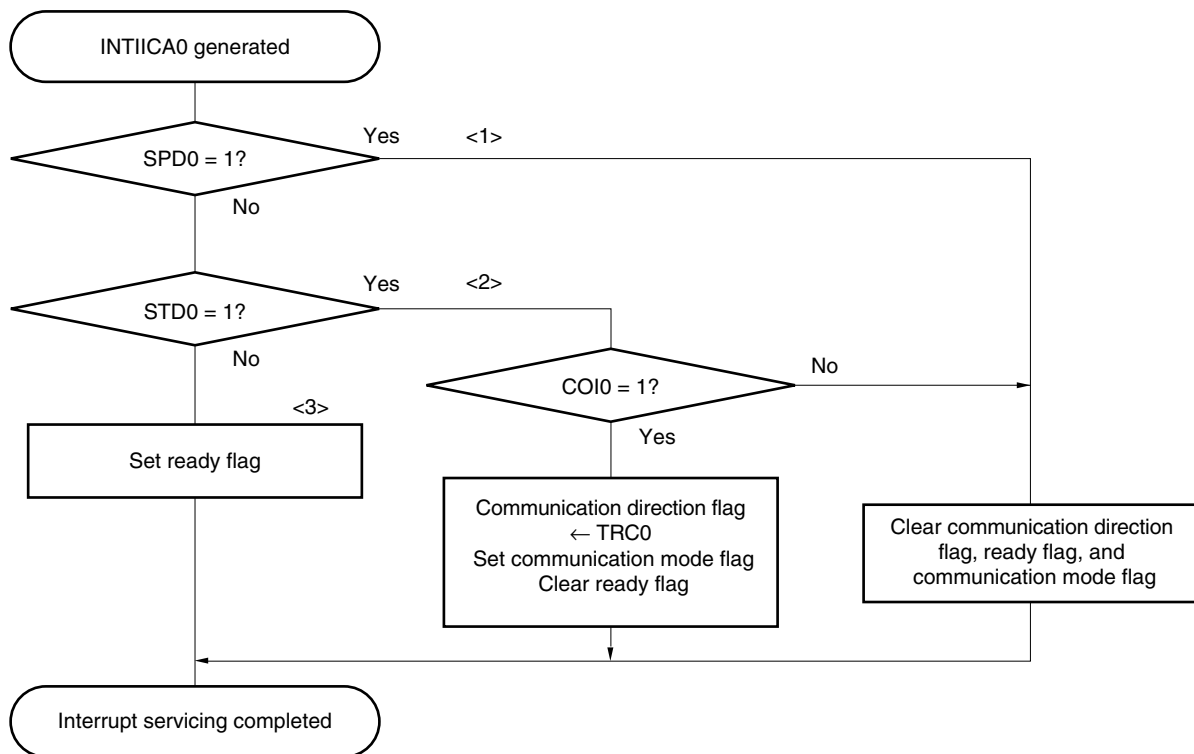 INTIICA0 generated
Yes
<1>
SPD0 = 1?
No
Yes
<2>
STD0 = 1?
No
COI0 = 1?
No
<3>
Yes
Set ready flag
Communication direction flag
← TRC0
Set communication mode flag
Clear ready flag
Clear communication direction
flag, ready flag, and
communication mode flag
Interrupt servicing completed